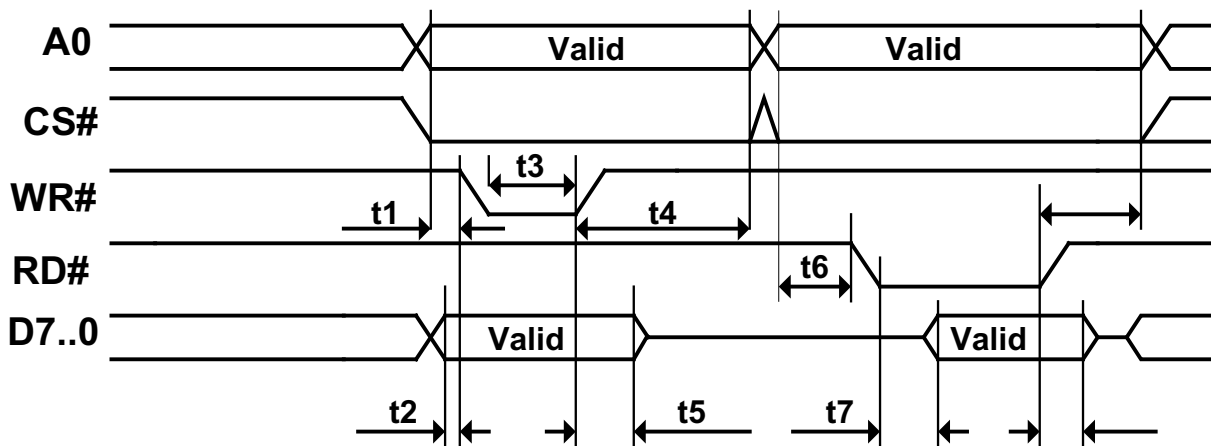 A0 Valid Valid
CS#
WR# t3
t1 t4
RD# t6
D7..0 Valid Valid
t2 t5 t7